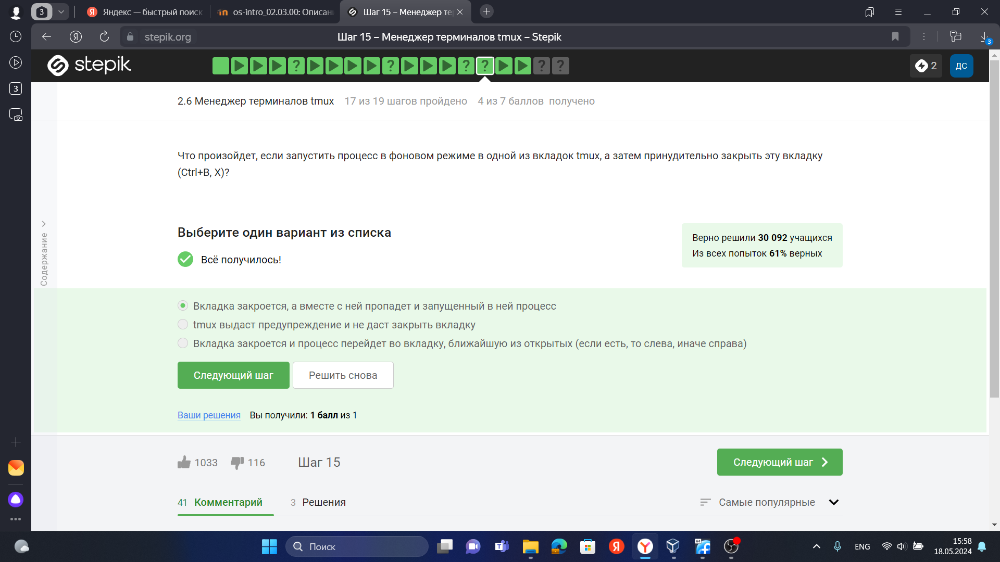 3
Яндекс — быстрый поиск
os-intro_02.03.00: Описани
Шаг 15 – Менеджер те
stepik.org
Шаг 15 – Менеджер терминалов tmux – Stepik
3
stepik
?
?
?
?
?
?
2
ДС
3
2.6 Менеджер терминалов tmux 17 из 19 шагов пройдено 4 из 7 баллов получено
Что произойдет, если запустить процесс в фоновом режиме в одной из вкладок tmux, а затем принудительно закрыть эту вкладку
(Ctrl+B, X)?
Содержание
Выберите один вариант из списка
Всё получилось!
Верно решили 30 092 учащихся
Из всех попыток 61% верных
Вкладка закроется, а вместе с ней пропадет и запущенный в ней процесс
tmux выдаст предупреждение и не даст закрыть вкладку
Вкладка закроется и процесс перейдет во вкладку, ближайшую из открытых (если есть, то слева, иначе справа)
Следующий шаг
Решить снова
Ваши решения Вы получили: 1 балл из 1
1033
116
Шаг 15
Следующий шаг
41 Комментарий
3 Решения
Самые популярные
Поиск
64
ENG
15:58
18.05.2024